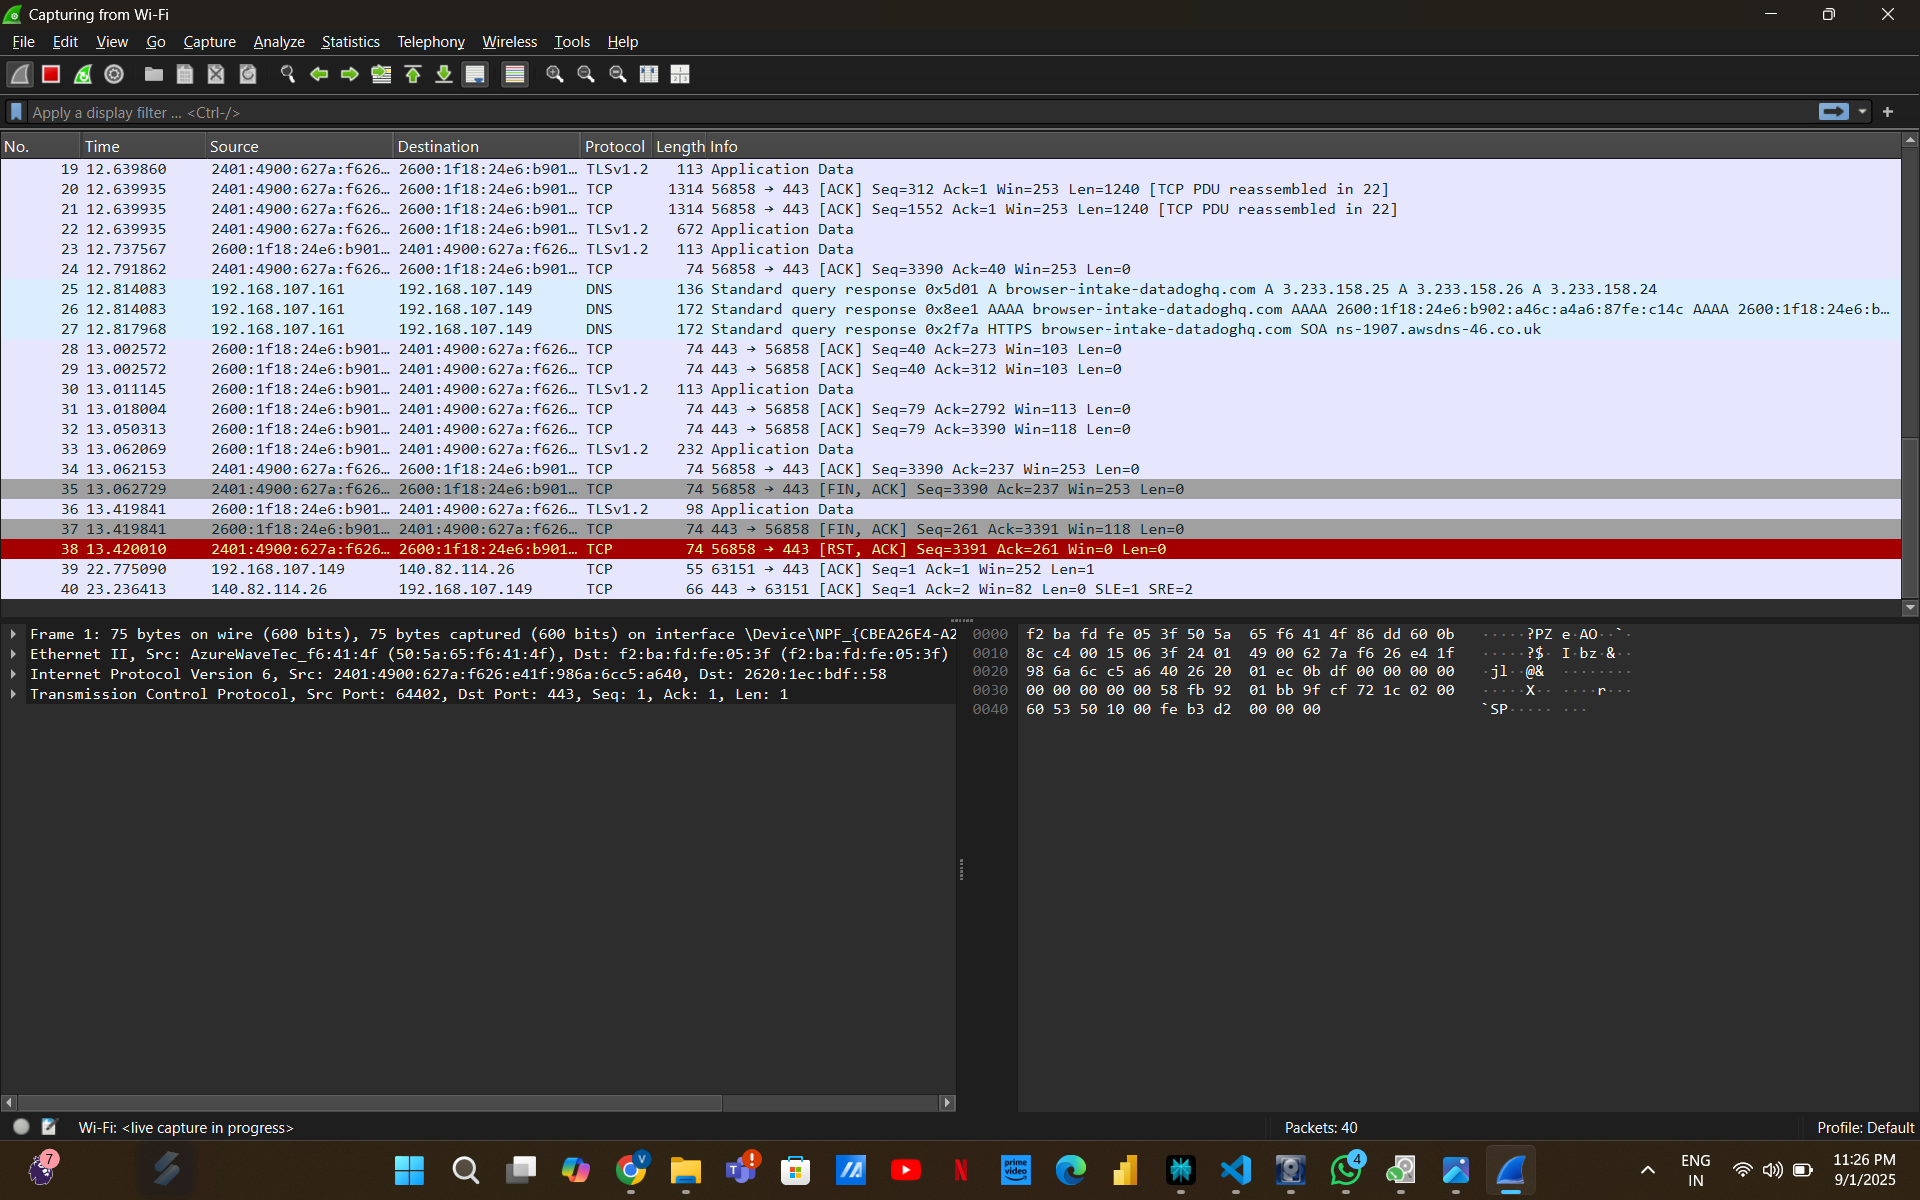 Capturing from Wi-Fi
File Edit View Go Capture Analyze Statistics Telephony Wireless Tools Help
Apply a display filter ... <Ctrl-/>
No. Time Source Destination Protocol Length Info
19 12.639860 2401:4900:627a:f626… 2600:1f18:24e6:b901… TLSv1.2 113 Application Data
20 12.639935 2401:4900:627a:f626… 2600:1f18:24e6:b901… TCP 1314 56858 → 443 [ACK] Seq=312 Ack=1 Win=253 Len=1240 [TCP PDU reassembled in 22]
21 12.639935 2401:4900:627a:f626… 2600:1f18:24e6:b901… TCP 1314 56858 → 443 [ACK] Seq=1552 Ack=1 Win=253 Len=1240 [TCP PDU reassembled in 22]
22 12.639935 2401:4900:627a:f626… 2600:1f18:24e6:b901… TLSv1.2 672 Application Data
23 12.737567 2600:1f18:24e6:b901… 2401:4900:627a:f626… TLSv1.2 113 Application Data
24 12.791862 2401:4900:627a:f626… 2600:1f18:24e6:b901… TCP 74 56858 → 443 [ACK] Seq=3390 Ack=40 Win=253 Len=0
25 12.814083 192.168.107.161 192.168.107.149 DNS 136 Standard query response 0x5d01 A browser-intake-datadoghq.com A 3.233.158.25 A 3.233.158.26 A 3.233.158.24
26 12.814083 192.168.107.161 192.168.107.149 DNS 172 Standard query response 0x8ee1 AAAA browser-intake-datadoghq.com AAAA 2600:1f18:24e6:b902:a46c:a4a6:87fe:c14c AAAA 2600:1f18:24e6:b…
27 12.817968 192.168.107.161 192.168.107.149 DNS 172 Standard query response 0x2f7a HTTPS browser-intake-datadoghq.com SOA ns-1907.awsdns-46.co.uk
28 13.002572 2600:1f18:24e6:b901… 2401:4900:627a:f626… TCP 74 443 → 56858 [ACK] Seq=40 Ack=273 Win=103 Len=0
29 13.002572 2600:1f18:24e6:b901… 2401:4900:627a:f626… TCP 74 443 → 56858 [ACK] Seq=40 Ack=312 Win=103 Len=0
30 13.011145 2600:1f18:24e6:b901… 2401:4900:627a:f626… TLSv1.2 113 Application Data
31 13.018004 2600:1f18:24e6:b901… 2401:4900:627a:f626… TCP 74 443 → 56858 [ACK] Seq=79 Ack=2792 Win=113 Len=0
32 13.050313 2600:1f18:24e6:b901… 2401:4900:627a:f626… TCP 74 443 → 56858 [ACK] Seq=79 Ack=3390 Win=118 Len=0
33 13.062069 2600:1f18:24e6:b901… 2401:4900:627a:f626… TLSv1.2 232 Application Data
34 13.062153 2401:4900:627a:f626… 2600:1f18:24e6:b901… TCP 74 56858 → 443 [ACK] Seq=3390 Ack=237 Win=253 Len=0
35 13.062729 2401:4900:627a:f626… 2600:1f18:24e6:b901… TCP 74 56858 → 443 [FIN, ACK] Seq=3390 Ack=237 Win=253 Len=0
36 13.419841 2600:1f18:24e6:b901… 2401:4900:627a:f626… TLSv1.2 98 Application Data
37 13.419841 2600:1f18:24e6:b901… 2401:4900:627a:f626… TCP 74 443 → 56858 [FIN, ACK] Seq=261 Ack=3391 Win=118 Len=0
38 13.420010 2401:4900:627a:f626… 2600:1f18:24e6:b901… TCP 74 56858 → 443 [RST, ACK] Seq=3391 Ack=261 Win=0 Len=0
39 22.775090 192.168.107.149 140.82.114.26 TCP 55 63151 → 443 [ACK] Seq=1 Ack=1 Win=252 Len=1
40 23.236413 140.82.114.26 192.168.107.149 TCP 66 443 → 63151 [ACK] Seq=1 Ack=2 Win=82 Len=0 SLE=1 SRE=2
Frame 1: 75 bytes on wire (600 bits), 75 bytes captured (600 bits) on interface \Device\NPF_{CBEA26E4-A2
Ethernet II, Src: AzureWaveTec_f6:41:4f (50:5a:65:f6:41:4f), Dst: f2:ba:fd:fe:05:3f (f2:ba:fd:fe:05:3f)
Internet Protocol Version 6, Src: 2401:4900:627a:f626:e41f:986a:6cc5:a640, Dst: 2620:1ec:bdf::58
Transmission Control Protocol, Src Port: 64402, Dst Port: 443, Seq: 1, Ack: 1, Len: 1
0000 f2 ba fd fe 05 3f 50 5a 65 f6 41 4f 86 dd 60 0b ·····?PZ e·AO··`·
0010 8c c4 00 15 06 3f 24 01 49 00 62 7a f6 26 e4 1f ·····?$· I·bz·&··
0020 98 6a 6c c5 a6 40 26 20 01 ec 0b df 00 00 00 00 ·jl··@& ········
0030 00 00 00 00 00 58 fb 92 01 bb 9f cf 72 1c 02 00 ·····X·· ····r···
0040 60 53 50 10 00 fe b3 d2 00 00 00 `SP····· ···
Wi-Fi: <live capture in progress> Packets: 40 Profile: Default
7
V
!
prime video
4
ENG
IN
11:26 PM
9/1/2025